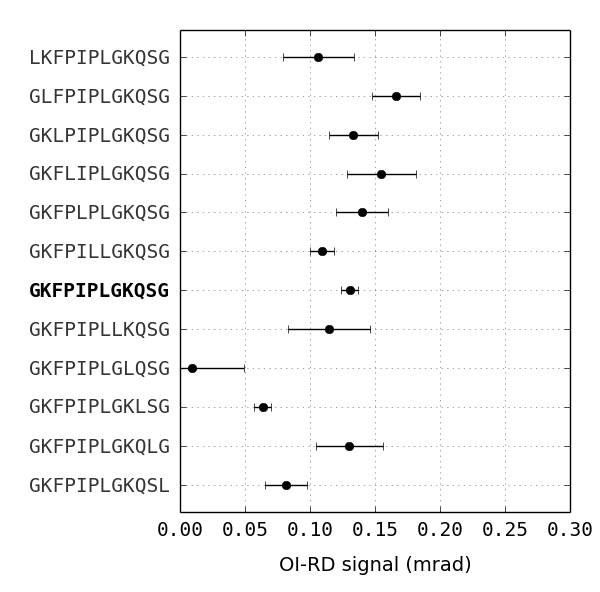 LKFPIPLGKQSG
GLFPIPLGKQSG
GKLPIPLGKQSG
GKFLIPLGKQSG
GKFPLPLGKQSG
GKFPILLGKQSG
GKFPIPLGKQSG
GKFPIPLLKQSG
GKFPIPLGLQSG
GKFPIPLGKLSG
GKFPIPLGKQLG
GKFPIPLGKQSL
0.00 0.05 0.10 0.15 0.20 0.25 0.30
OI-RD signal (mrad)